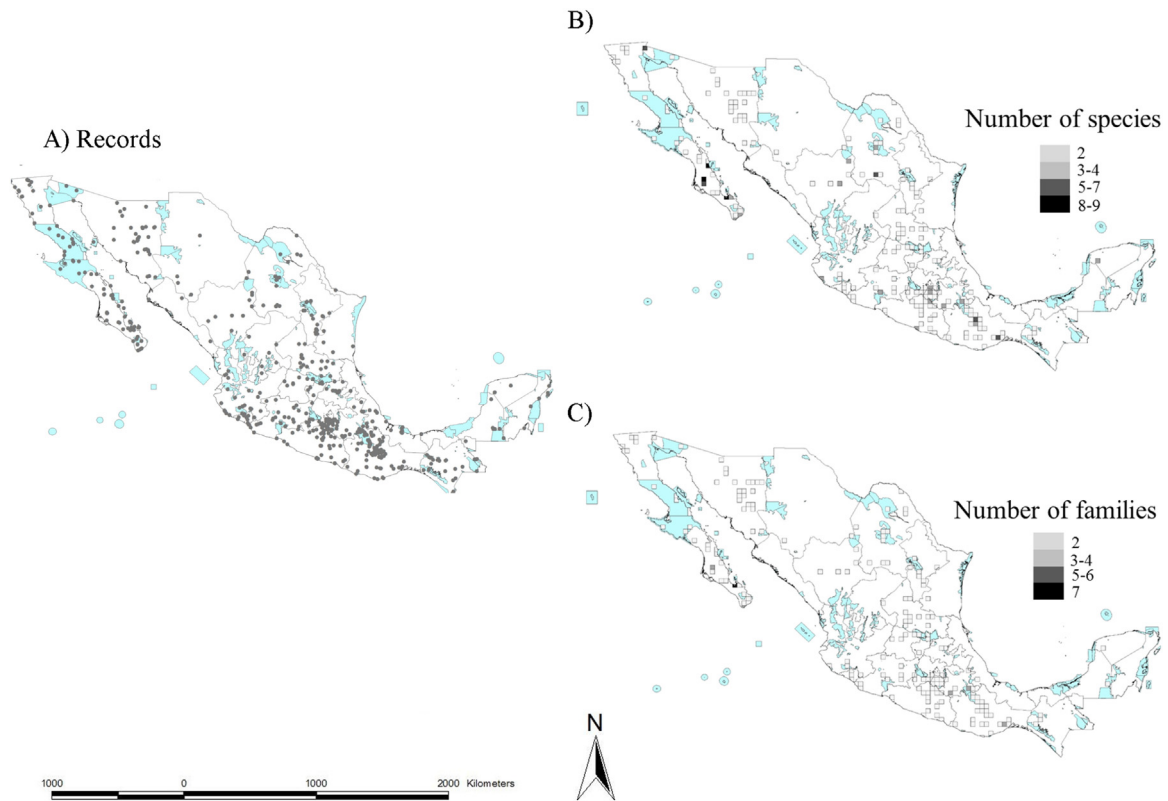 B)
Number of species
2
3-4
5-7
8-9
A) Records
C)
Number of families
2
3-4
5-6
7
N
1000 0 1000 2000 Kilometers